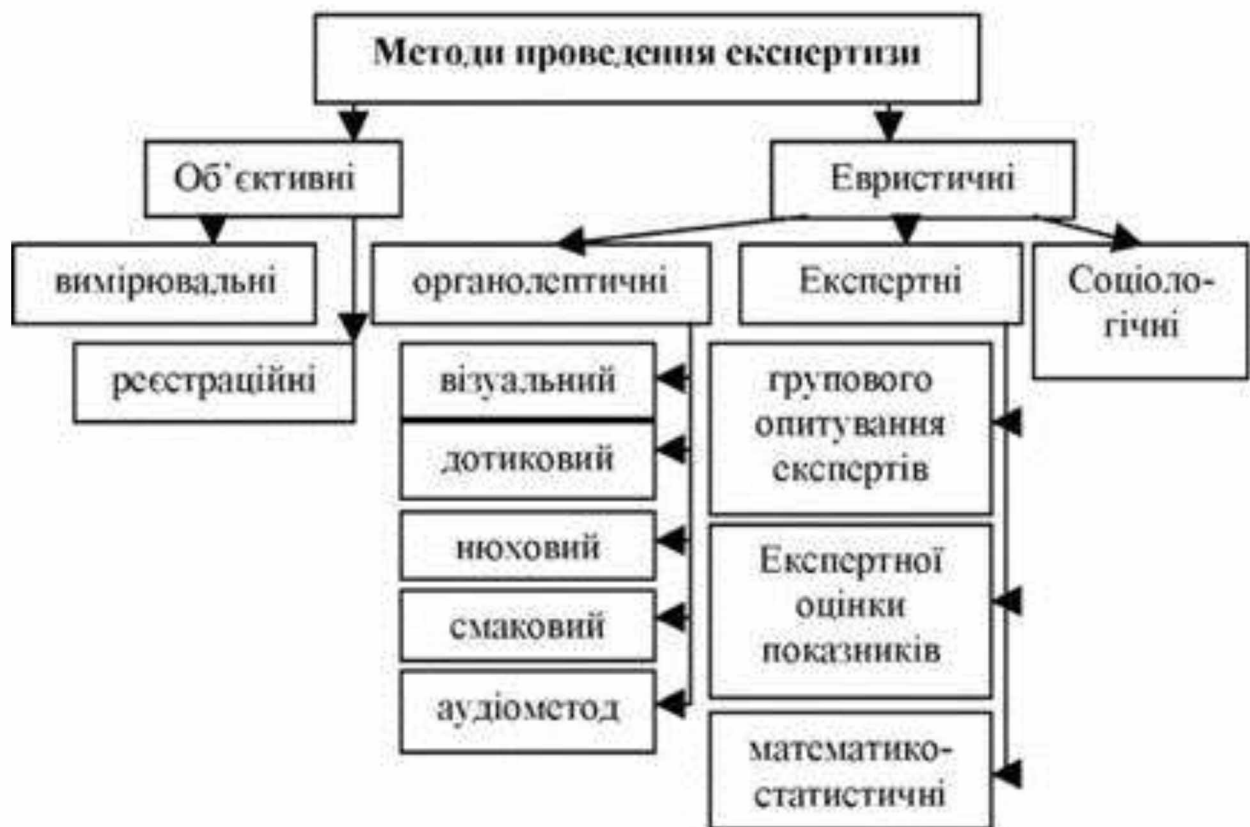 Методи проведення експертизи
Об'єктивні
Евристичні
вимірювальні
органолептичні
Експертні
Соціоло-
гічні
реєстраційні
візуальний
дотиковий
нюховий
смаковий
аудіометод
групового
опитування
експертів
Експертної
оцінки
показників
математико-
статистичні